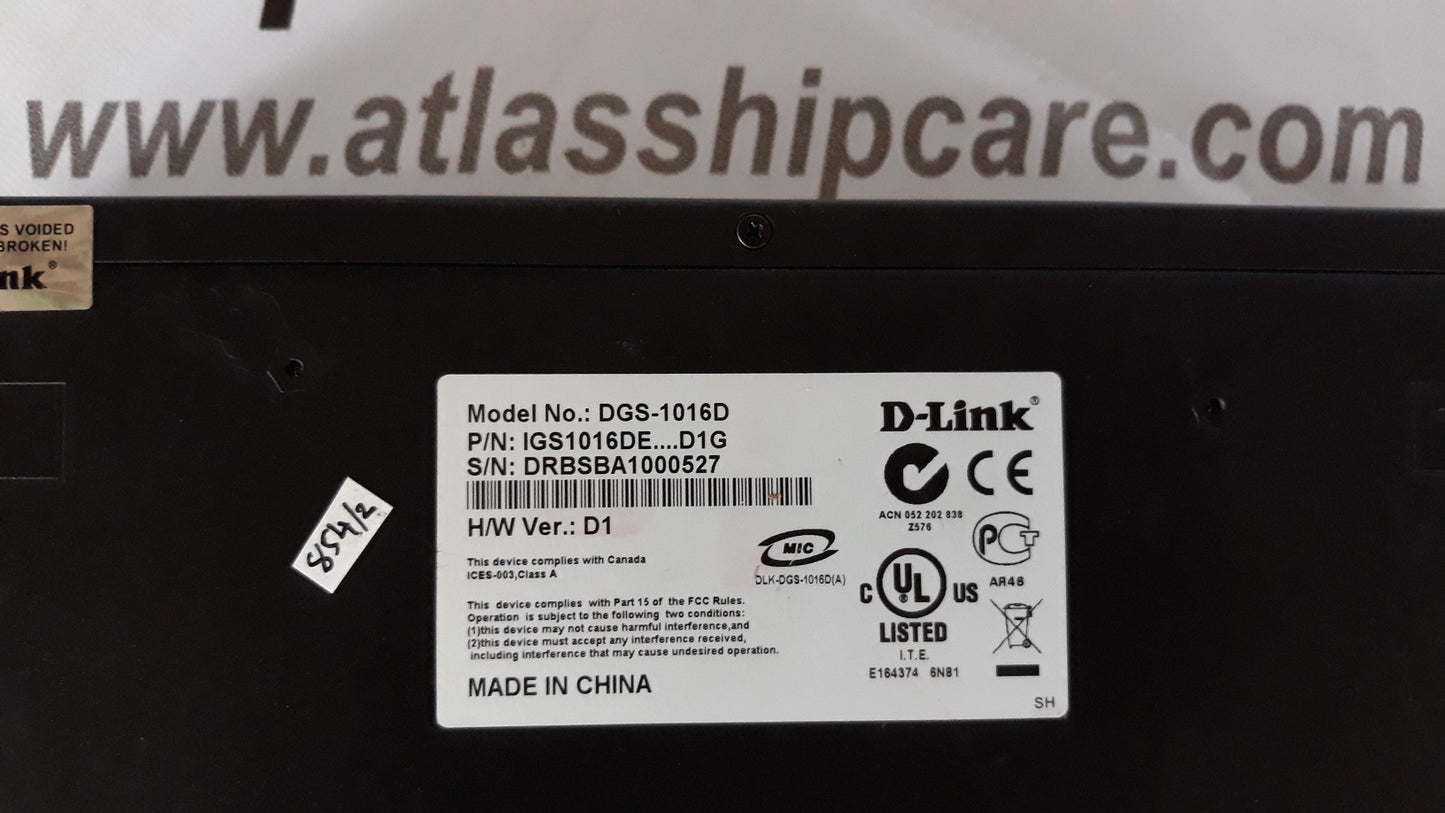 www.atlasshipcare.com
S VOIDED
BROKEN!
nk®
Model No.: DGS-1016D
P/N: IGS1016DE....D1G
S/N: DRBSBA1000527
H/W Ver.: D1
This device complies with Canada
ICES-003,Class A
This device complies with Part 15 of the FCC Rules.
Operation is subject to the following two conditions:
(1)this device may not cause harmful interference,and
(2)this device must accept any interference received,
including interference that may cause undesired operation.
MADE IN CHINA
MIC
DLK-DGS-1016D(A)
D-Link®
CE
ACN 052 202 838
Z576
PCT
AЯ46
C UL® US
LISTED
I.T.E.
E164374 6N81
SH
854/2